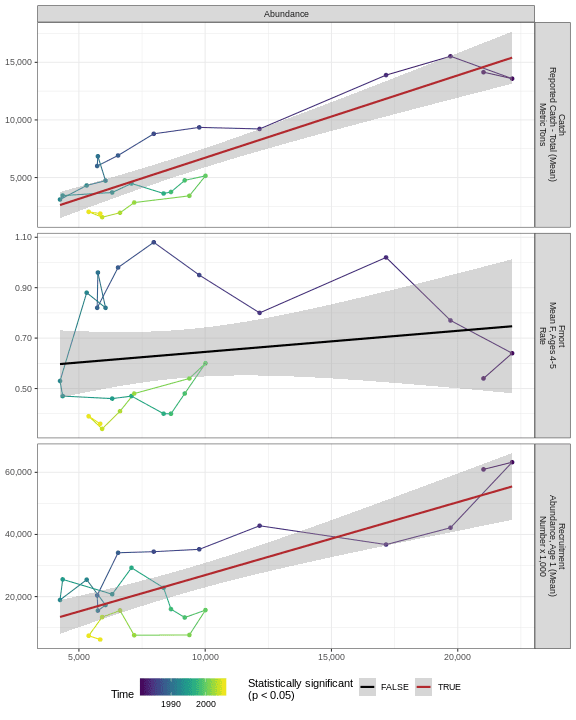 Abundance
15,000
10,000
5,000
Catch
Reported Catch - Total (Mean)
Metric Tons
1.10
0.90
0.70
0.50
Fmort
Mean F, Ages 4-5
Rate
60,000
40,000
20,000
Recruitment
Abundance, Age 1 (Mean)
Number x 1,000
5,000 10,000 15,000 20,000
Time
1990 2000
Statistically significant
(p < 0.05)
FALSE TRUE